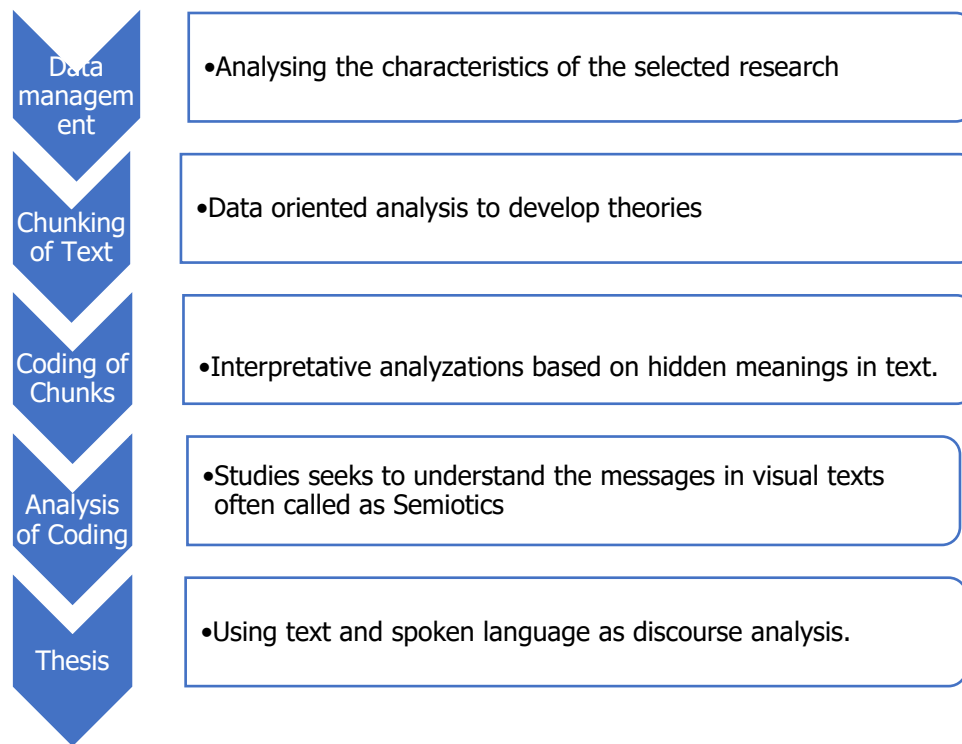 Data
managem
ent
•Analysing the characteristics of the selected research
Chunking
of Text
•Data oriented analysis to develop theories
Coding of
Chunks
•Interpretative analyzations based on hidden meanings in text.
Analysis
of Coding
•Studies seeks to understand the messages in visual texts
often called as Semiotics
Thesis
•Using text and spoken language as discourse analysis.